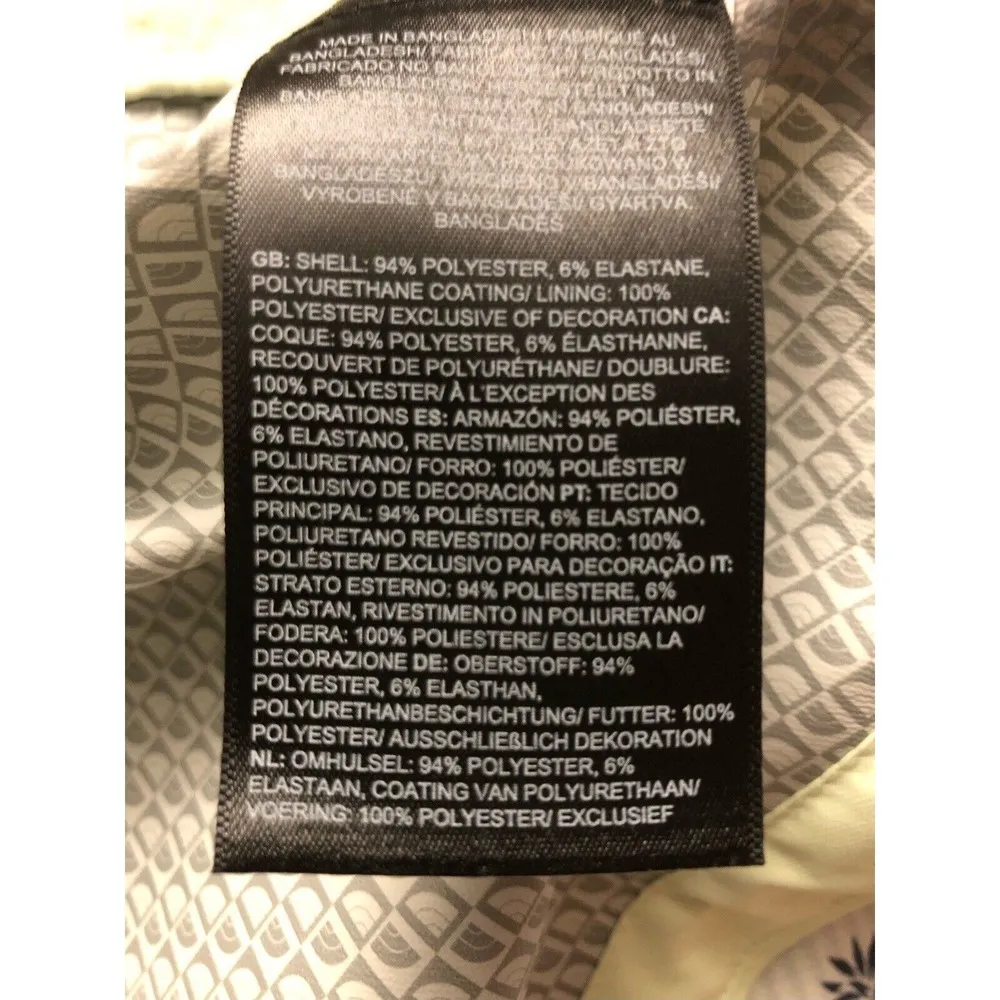 MADE IN BANGLADESH/ FABRIQUÉ AU
BANGLADESH/ FABRICADO EN
FABRICADO NO PRODOTTO IN
IN
BANGLADESH/

BANGLADESZU/ BANGLADÉŠI/
VYROBENÉ V BANGLADÉŠI/ GYÁRTVA.
BANGLADES
GB: SHELL: 94% POLYESTER, 6% ELASTANE,
POLYURETHANE COATING/ LINING: 100%
POLYESTER/ EXCLUSIVE OF DECORATION CA:
COQUE: 94% POLYESTER, 6% ÉLASTHANNE,
RECOUVERT DE POLYURÉTHANE/ DOUBLURE:
100% POLYESTER/ À L'EXCEPTION DES
DÉCORATIONS ES: ARMAZÓN: 94% POLIÉSTER,
6% ELASTANO, REVESTIMIENTO DE
POLIURETANO/ FORRO: 100% POLIÉSTER/
EXCLUSIVO DE DECORACIÓN PT: TECIDO
PRINCIPAL: 94% POLIÉSTER, 6% ELASTANO,
POLIURETANO REVESTIDO/ FORRO: 100%
POLIÉSTER/ EXCLUSIVO PARA DECORAÇÃO IT:
STRATO ESTERNO: 94% POLIESTERE, 6%
ELASTAN, RIVESTIMENTO IN POLIURETANO/
FODERA: 100% POLIESTERE/ ESCLUSA LA
DECORAZIONE DE: OBERSTOFF: 94%
POLYESTER, 6% ELASTHAN,
POLYURETHANBESCHICHTUNG/ FUTTER: 100%
POLYESTER/ AUSSCHLIEßLICH DEKORATION
NL: OMHULSEL: 94% POLYESTER, 6%
ELASTAAN, COATING VAN POLYURETHAAN/
VOERING: 100% POLYESTER/ EXCLUSIEF